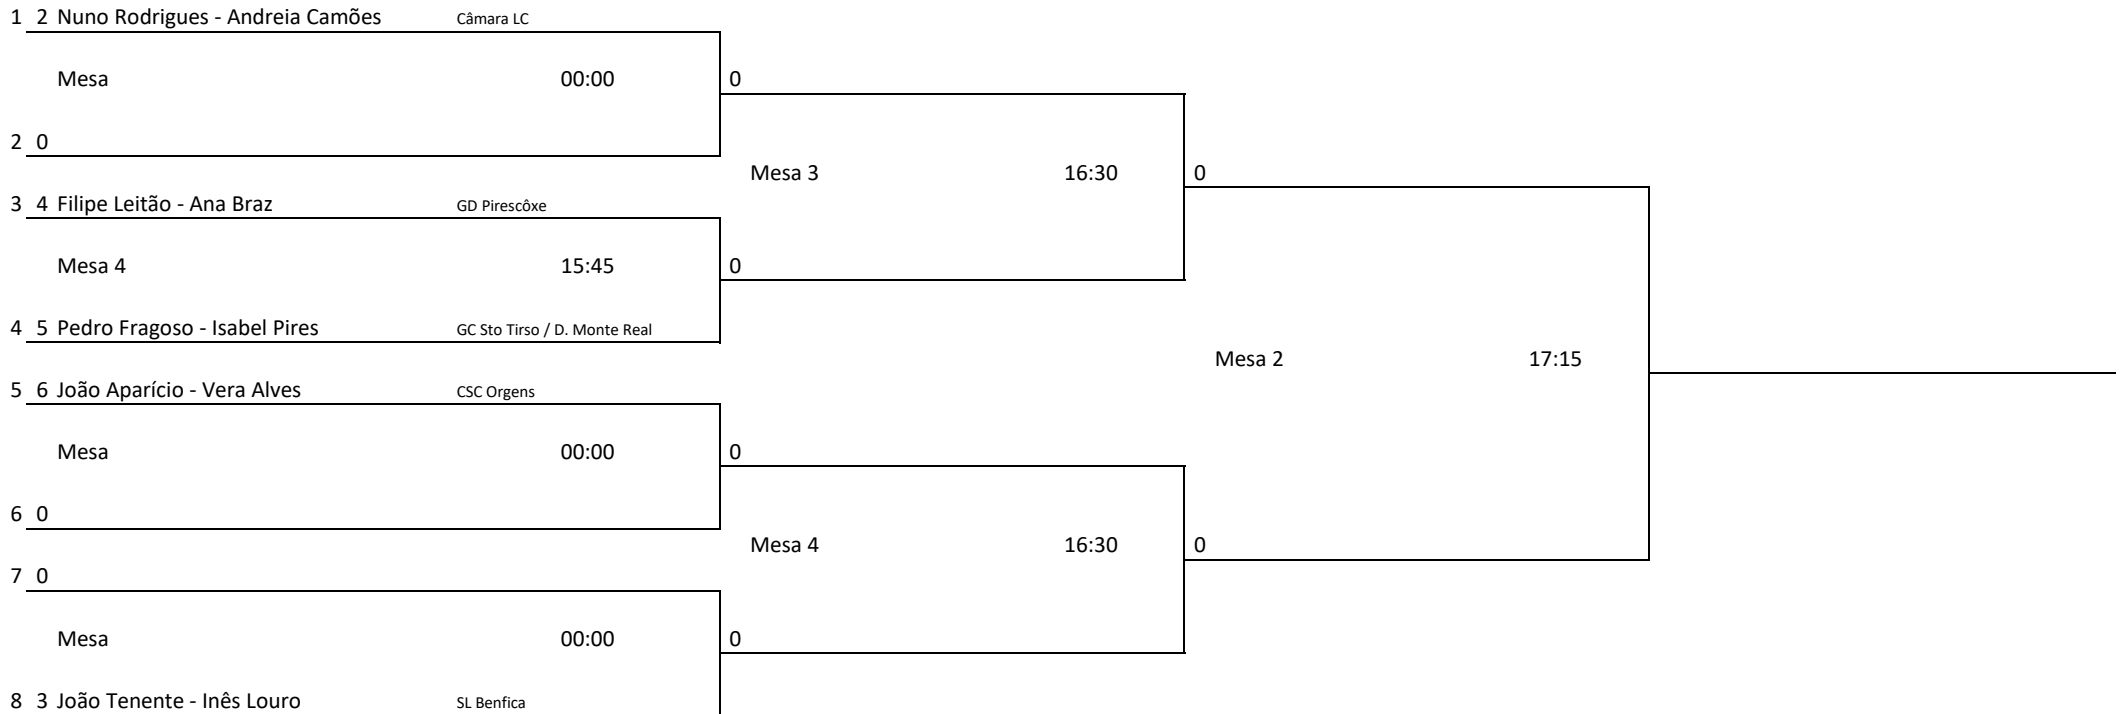 1 2 Nuno Rodrigues - Andreia Camões Câmara LC
Mesa 00:00 0
2 0
Mesa 3 16:30 0
3 4 Filipe Leitão - Ana Braz GD Pirescôxe
Mesa 4 15:45 0
4 5 Pedro Fragoso - Isabel Pires GC Sto Tirso / D. Monte Real
Mesa 2 17:15
5 6 João Aparício - Vera Alves CSC Orgens
Mesa 00:00 0
6 0
Mesa 4 16:30 0
7 0
Mesa 00:00 0
8 3 João Tenente - Inês Louro SL Benfica